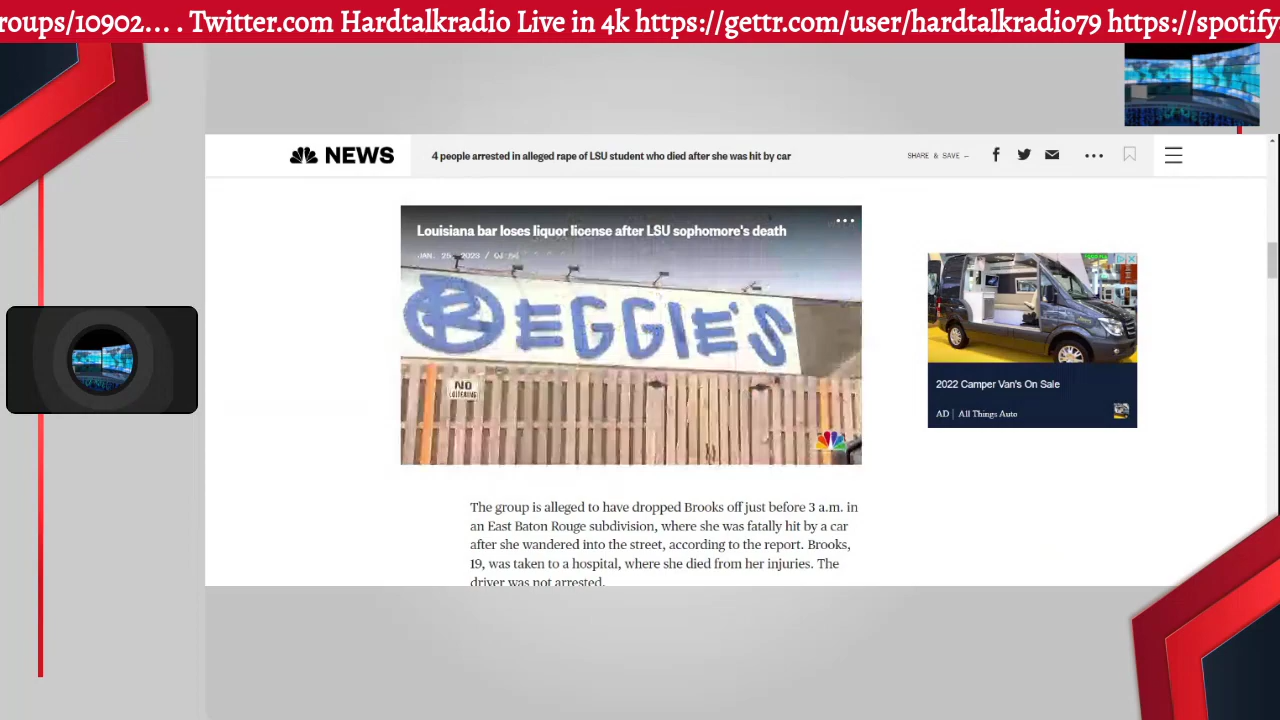 roups/10902... . Twitter.com Hardtalkradio Live in 4k https://gettr.com/user/hardtalkradio79 https://spotify.
NEWS
4 people arrested in alleged rape of LSU student who died after she was hit by car
SHARE & SAVE —
Louisiana bar loses liquor license after LSU sophomore's death
JAN. 25, 2023 /
REGGIE'S
NO
LOITERING
2022 Camper Van's On Sale
AD | All Things Auto
The group is alleged to have dropped Brooks off just before 3 a.m. in
an East Baton Rouge subdivision, where she was fatally hit by a car
after she wandered into the street, according to the report. Brooks,
19, was taken to a hospital, where she died from her injuries. The
driver was not arrested.